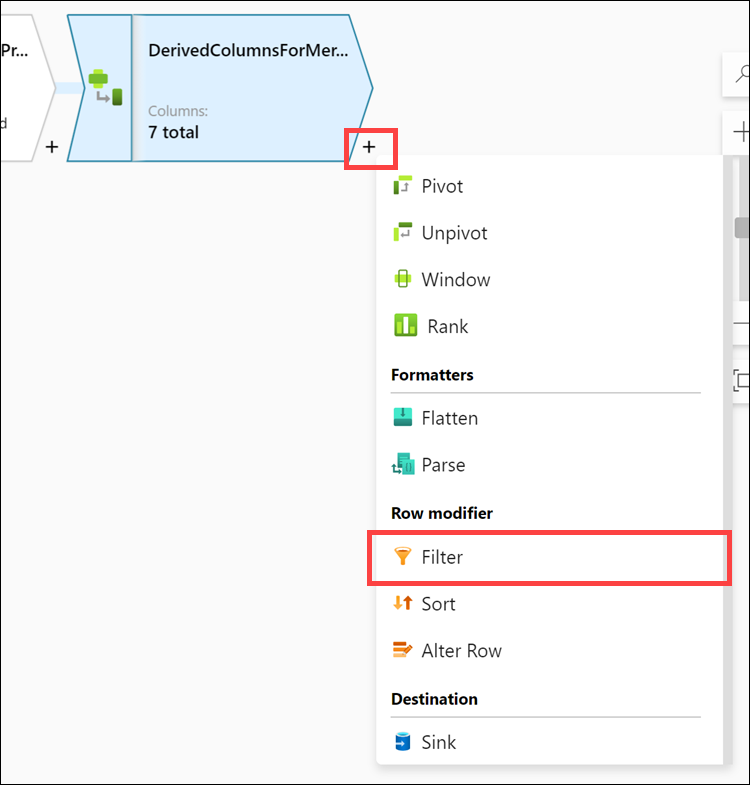 Pr...
DerivedColumnsForMer...
d
Columns:
7 total
+
+
Pivot
Unpivot
Window
Rank
Formatters
Flatten
Parse
Row modifier
Filter
Sort
Alter Row
Destination
Sink